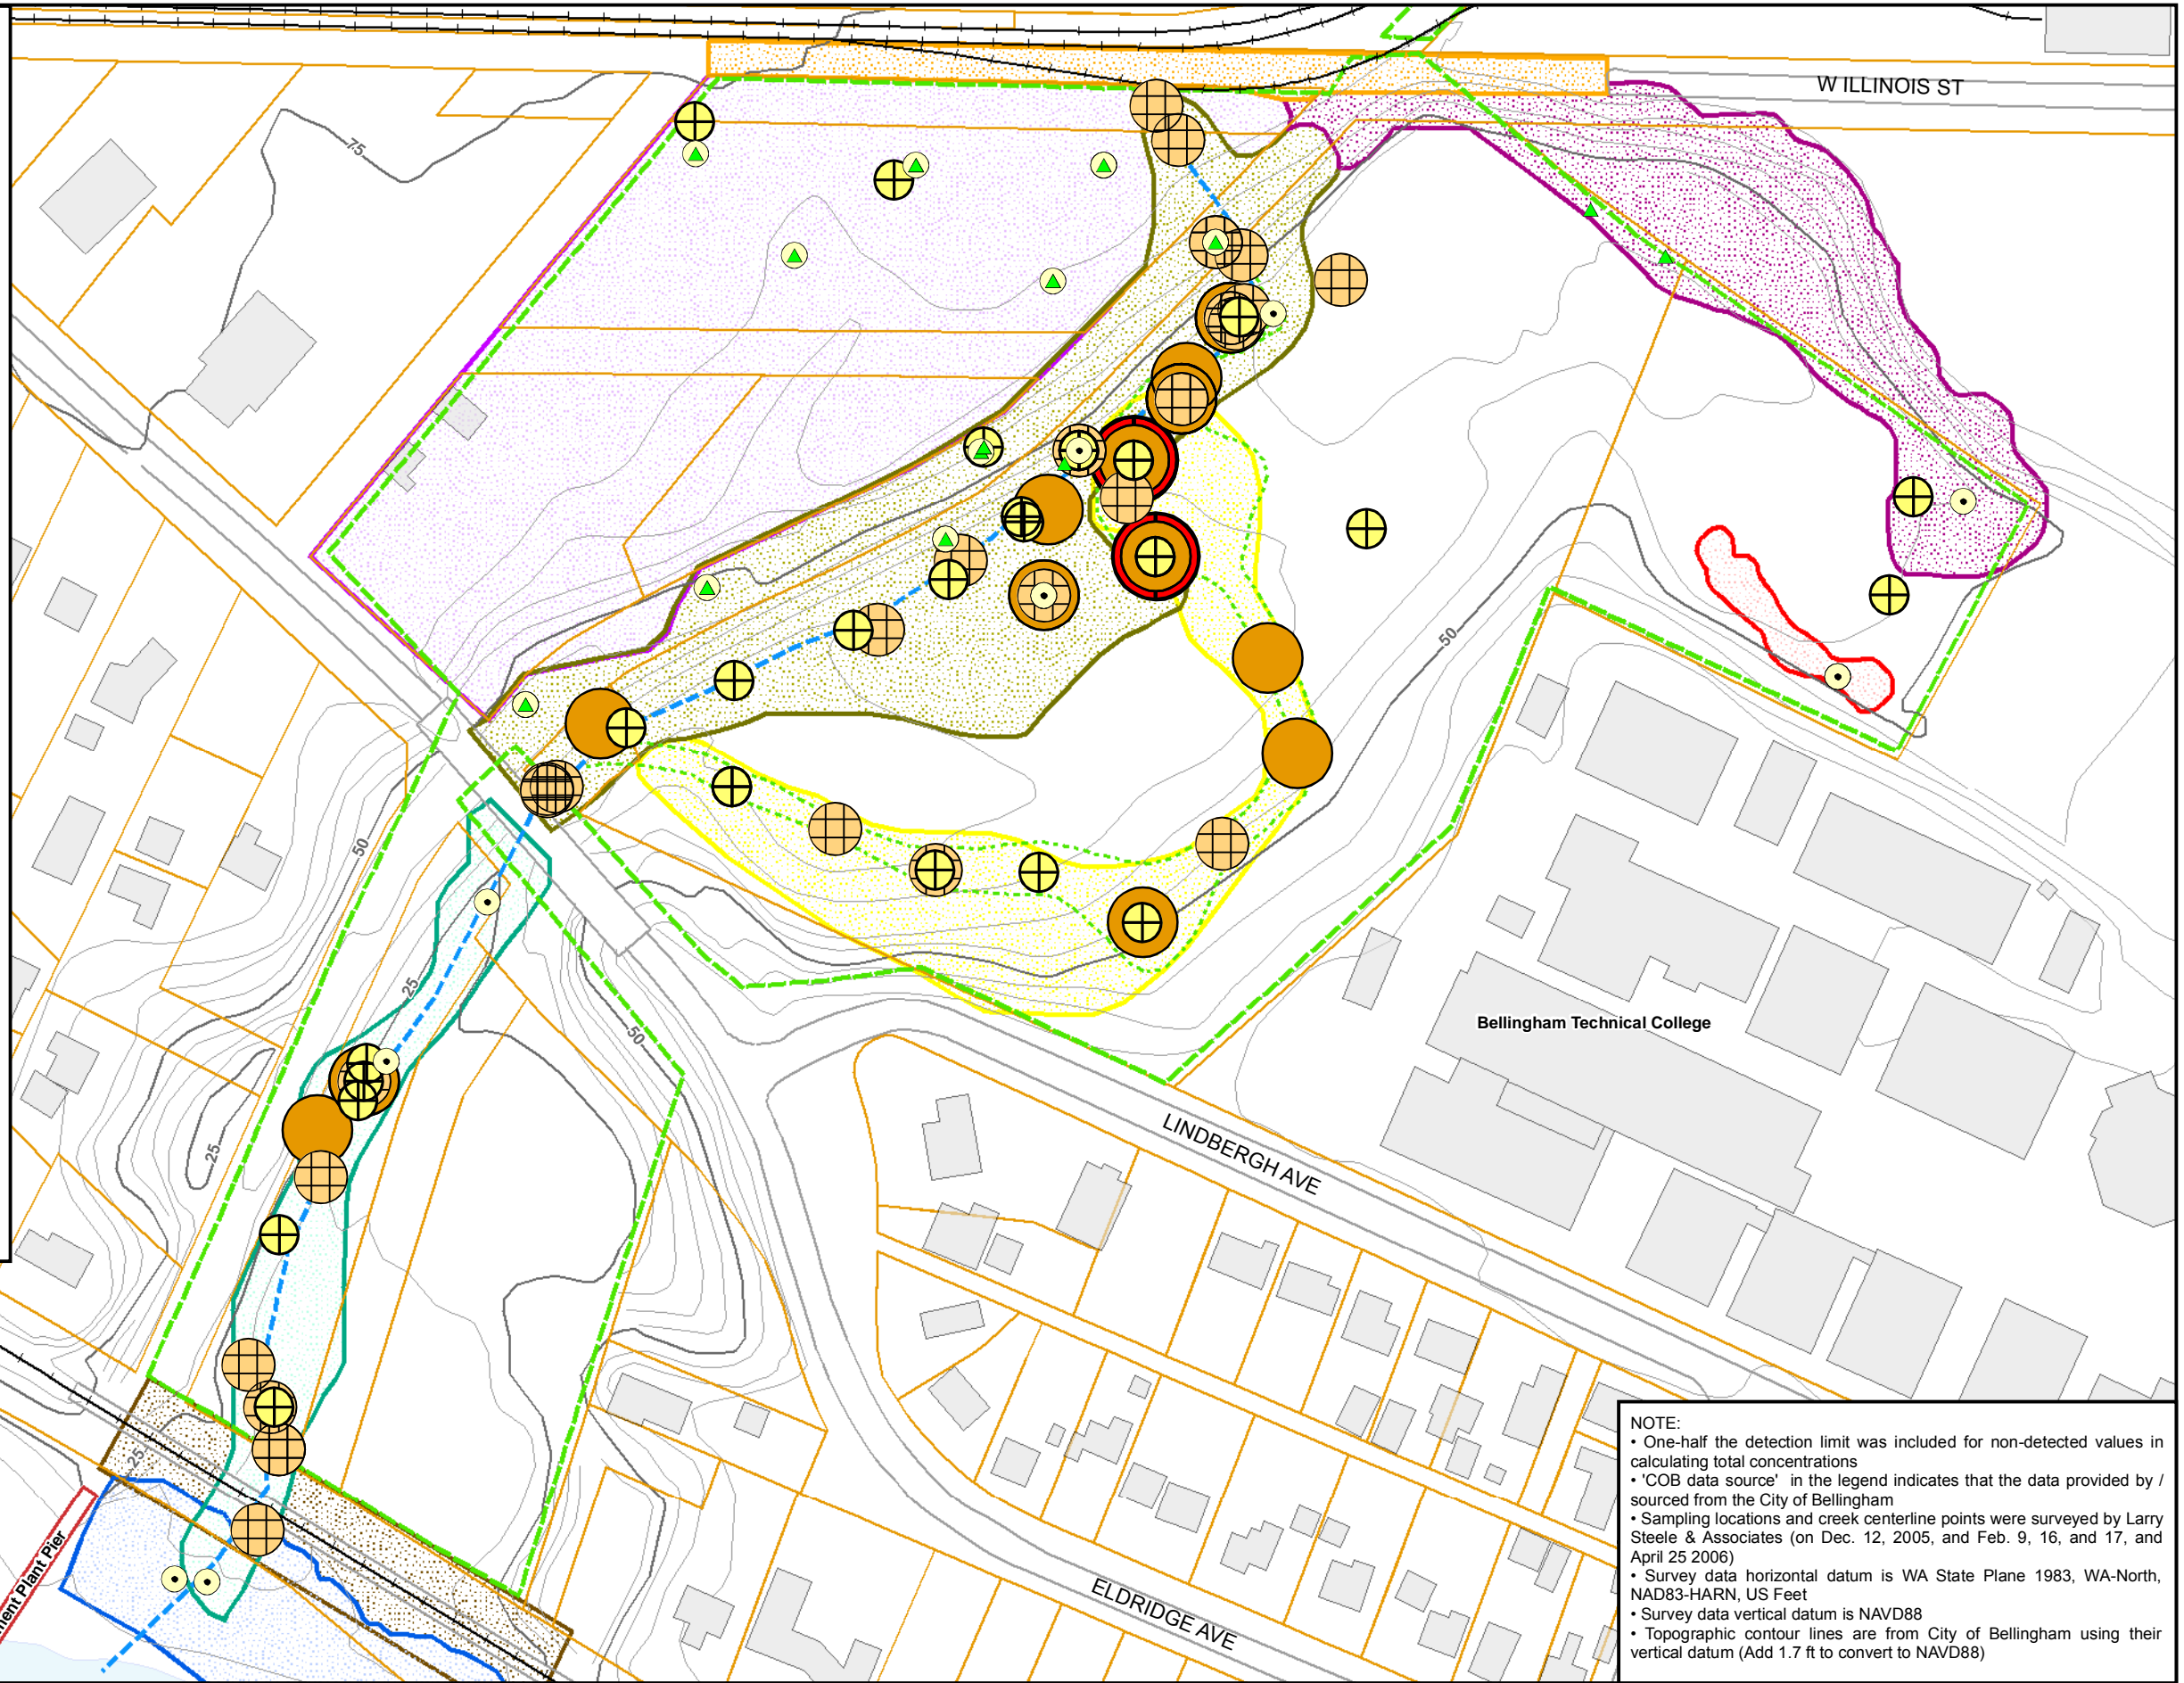 W ILLINOIS ST
75
50
50
Bellingham Technical College
25
50
25
LINDBERGH AVE
25
ment Plant Pier
ELDRIDGE AVE
NOTE:
• One-half the detection limit was included for non-detected values in
calculating total concentrations
• 'COB data source' in the legend indicates that the data provided by /
sourced from the City of Bellingham
• Sampling locations and creek centerline points were surveyed by Larry
Steele & Associates (on Dec. 12, 2005, and Feb. 9, 16, and 17, and
April 25 2006)
• Survey data horizontal datum is WA State Plane 1983, WA-North,
NAD83-HARN, US Feet
• Survey data vertical datum is NAVD88
• Topographic contour lines are from City of Bellingham using their
vertical datum (Add 1.7 ft to convert to NAVD88)